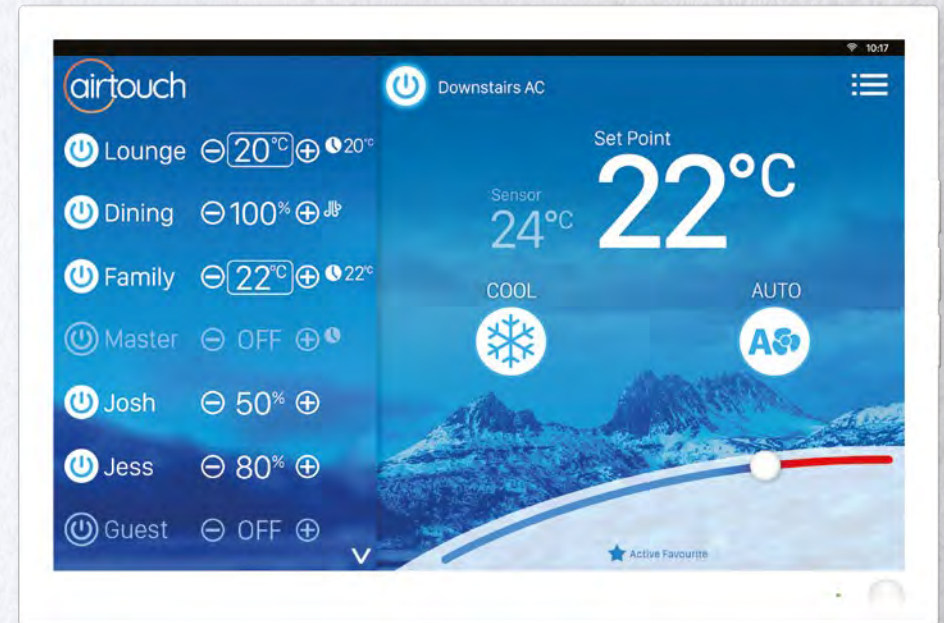 10:17
airtouch
Lounge 20°C 20°C
Dining 100%
Family 22°C 22°C
Master OFF
Josh 50%
Jess 80%
Guest OFF
Downstairs AC
Set Point
22°C
Sensor
24°C
COOL
AUTO
A
Active Favourite